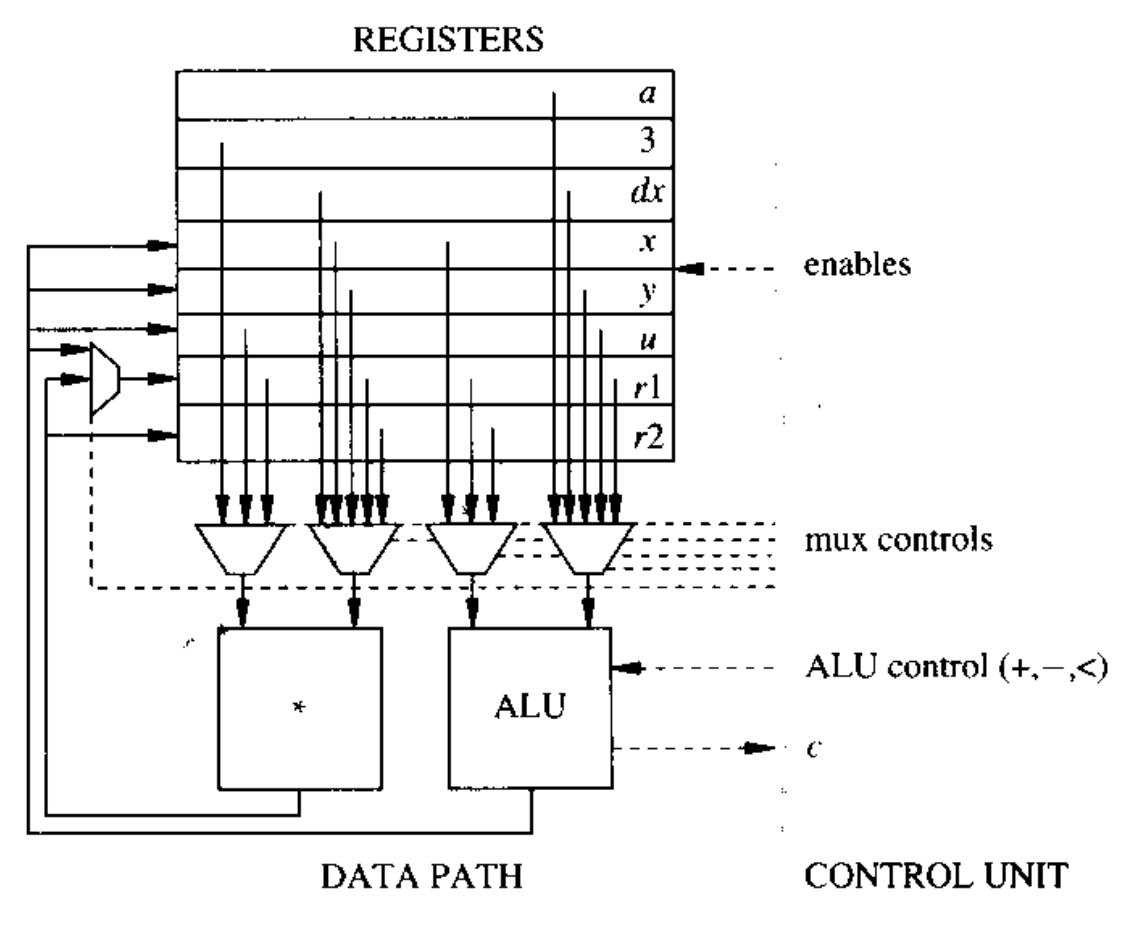 REGISTERS
a
3
dx
x
enables
y
u
r1
r2
mux controls
ALU control (+,−,<)
*
ALU
c
DATA PATH
CONTROL UNIT